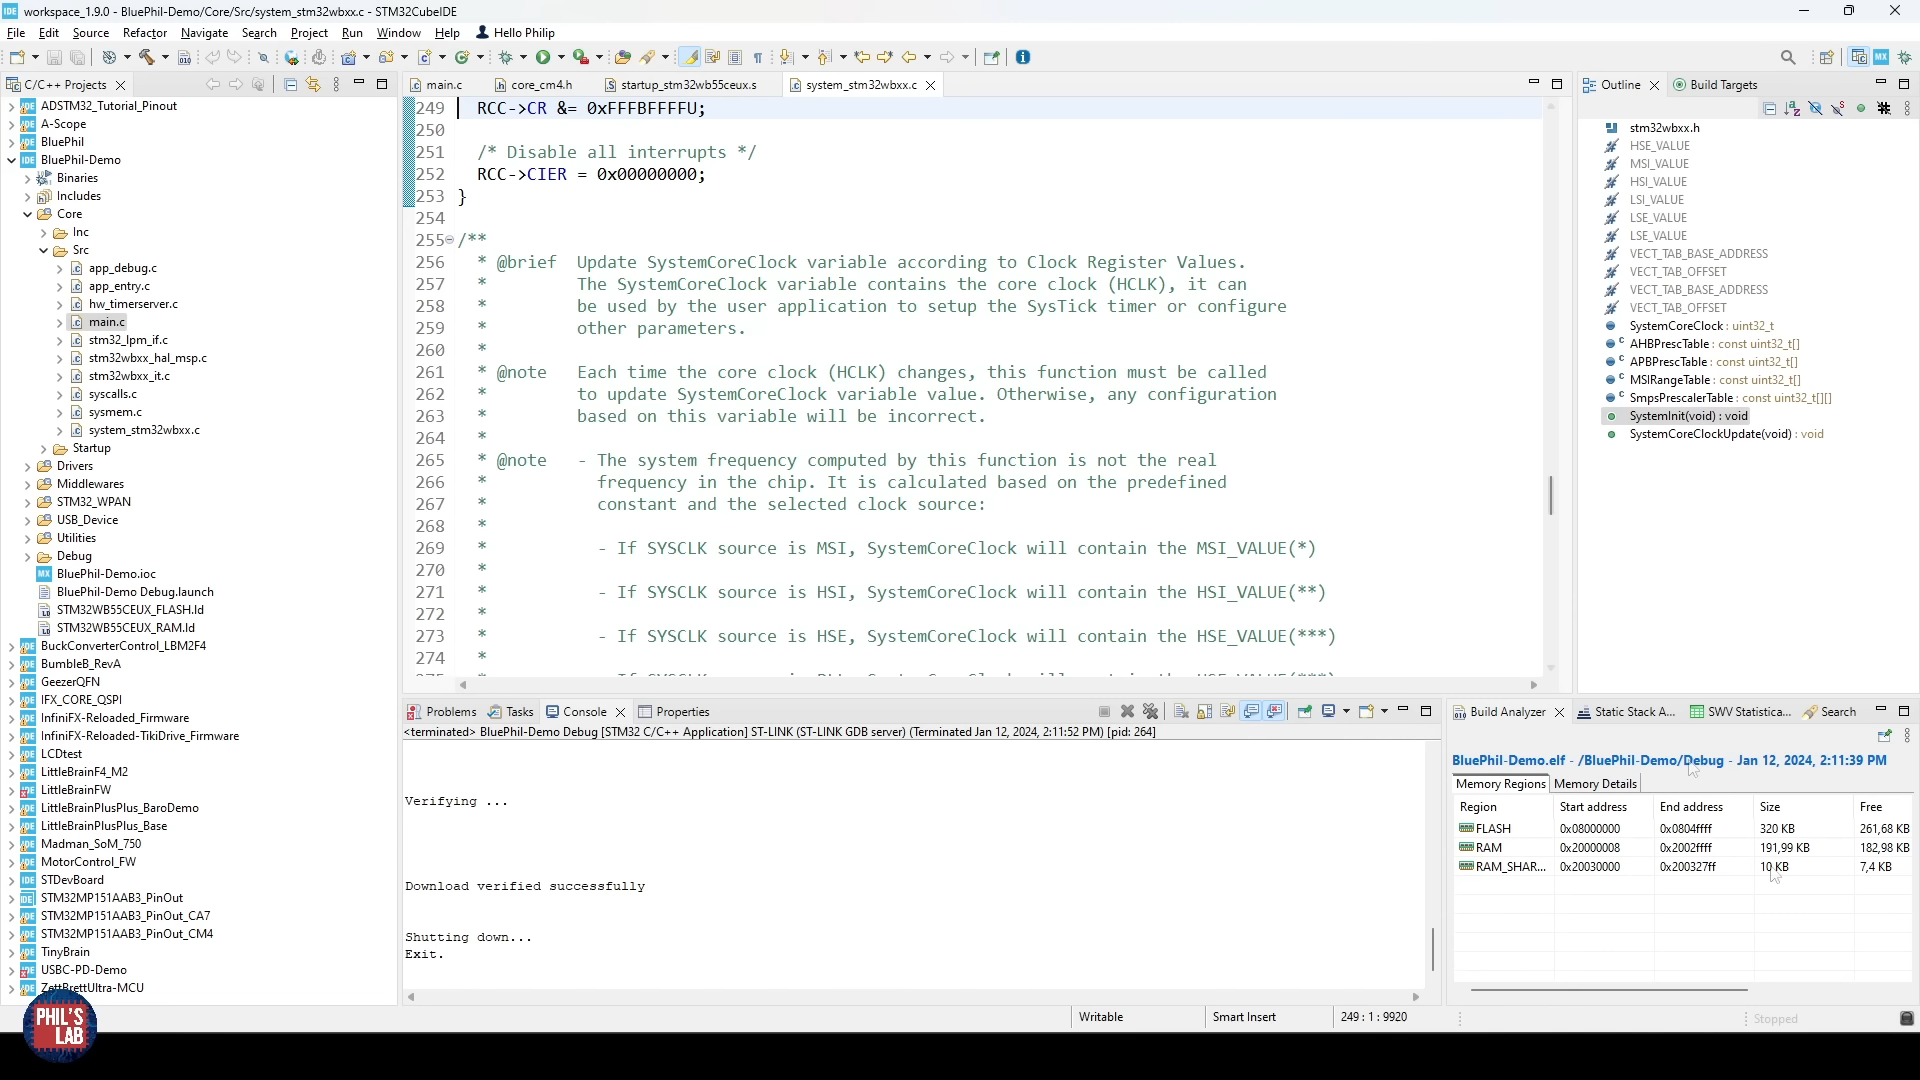 workspace_1.9.0 - BluePhil-Demo/Core/Src/system_stm32wbxx.c - STM32CubeIDE
File Edit Source Refactor Navigate Search Project Run Window Help Hello Philip
C/C++ Projects
ADSTM32_Tutorial_Pinout
A-Scope
BluePhil
BluePhil-Demo
Binaries
Includes
Core
Inc
Src
app_debug.c
app_entry.c
hw_timerserver.c
main.c
stm32_lpm_if.c
stm32wbxx_hal_msp.c
stm32wbxx_it.c
syscalls.c
sysmem.c
system_stm32wbxx.c
Startup
Drivers
Middlewares
STM32_WPAN
USB_Device
Utilities
Debug
BluePhil-Demo.ioc
BluePhil-Demo Debug.launch
STM32WB55CEUX_FLASH.ld
STM32WB55CEUX_RAM.ld
BuckConverterControl_LBM2F4
BumbleB_RevA
GeezerQFN
IFX_CORE_QSPI
InfiniFX-Reloaded_Firmware
InfiniFX-Reloaded-TikiDrive_Firmware
LCDtest
LittleBrainF4_M2
LittleBrainFW
LittleBrainPlusPlus_BaroDemo
LittleBrainPlusPlus_Base
Madman_SoM_750
MotorControl_FW
STDevBoard
STM32MP151AAB3_PinOut
STM32MP151AAB3_PinOut_CA7
STM32MP151AAB3_PinOut_CM4
TinyBrain
USBC-PD-Demo
ZettBrettUltra-MCU
PHIL'S
LAB
main.c core_cm4.h startup_stm32wb55ceux.s system_stm32wbxx.c
249 RCC->CR &= 0xFFFBFFFFU;
250
251 /* Disable all interrupts */
252 RCC->CIER = 0x00000000;
253 }
254
255 /**
256 * @brief Update SystemCoreClock variable according to Clock Register Values.
257 * The SystemCoreClock variable contains the core clock (HCLK), it can
258 * be used by the user application to setup the SysTick timer or configure
259 * other parameters.
260 *
261 * @note Each time the core clock (HCLK) changes, this function must be called
262 * to update SystemCoreClock variable value. Otherwise, any configuration
263 * based on this variable will be incorrect.
264 *
265 * @note - The system frequency computed by this function is not the real
266 * frequency in the chip. It is calculated based on the predefined
267 * constant and the selected clock source:
268 *
269 * - If SYSCLK source is MSI, SystemCoreClock will contain the MSI_VALUE(*)
270 *
271 * - If SYSCLK source is HSI, SystemCoreClock will contain the HSI_VALUE(**)
272 *
273 * - If SYSCLK source is HSE, SystemCoreClock will contain the HSE_VALUE(***)
274 *
Outline Build Targets
stm32wbxx.h
HSE_VALUE
MSI_VALUE
HSI_VALUE
LSI_VALUE
LSE_VALUE
LSE_VALUE
VECT_TAB_BASE_ADDRESS
VECT_TAB_OFFSET
VECT_TAB_BASE_ADDRESS
VECT_TAB_OFFSET
SystemCoreClock : uint32_t
AHBPrescTable : const uint32_t[]
APBPrescTable : const uint32_t[]
MSIRangeTable : const uint32_t[]
SmpsPrescalerTable : const uint32_t[][]
SystemInit(void) : void
SystemCoreClockUpdate(void) : void
Problems Tasks Console Properties
<terminated> BluePhil-Demo Debug [STM32 C/C++ Application] ST-LINK (ST-LINK GDB server) (Terminated Jan 12, 2024, 2:11:52 PM) [pid: 264]
Verifying ...
Download verified successfully
Shutting down...
Exit.
Build Analyzer Static Stack A... SWV Statistica... Search
BluePhil-Demo.elf - /BluePhil-Demo/Debug - Jan 12, 2024, 2:11:39 PM
Memory Regions Memory Details
Region Start address End address Size Free
FLASH 0x08000000 0x0804ffff 320 KB 261,68 KB
RAM 0x20000008 0x2002ffff 191,99 KB 182,98 KB
RAM_SHAR... 0x20030000 0x200327ff 10 KB 7,4 KB
Writable Smart Insert 249 : 1 : 9920 Stopped